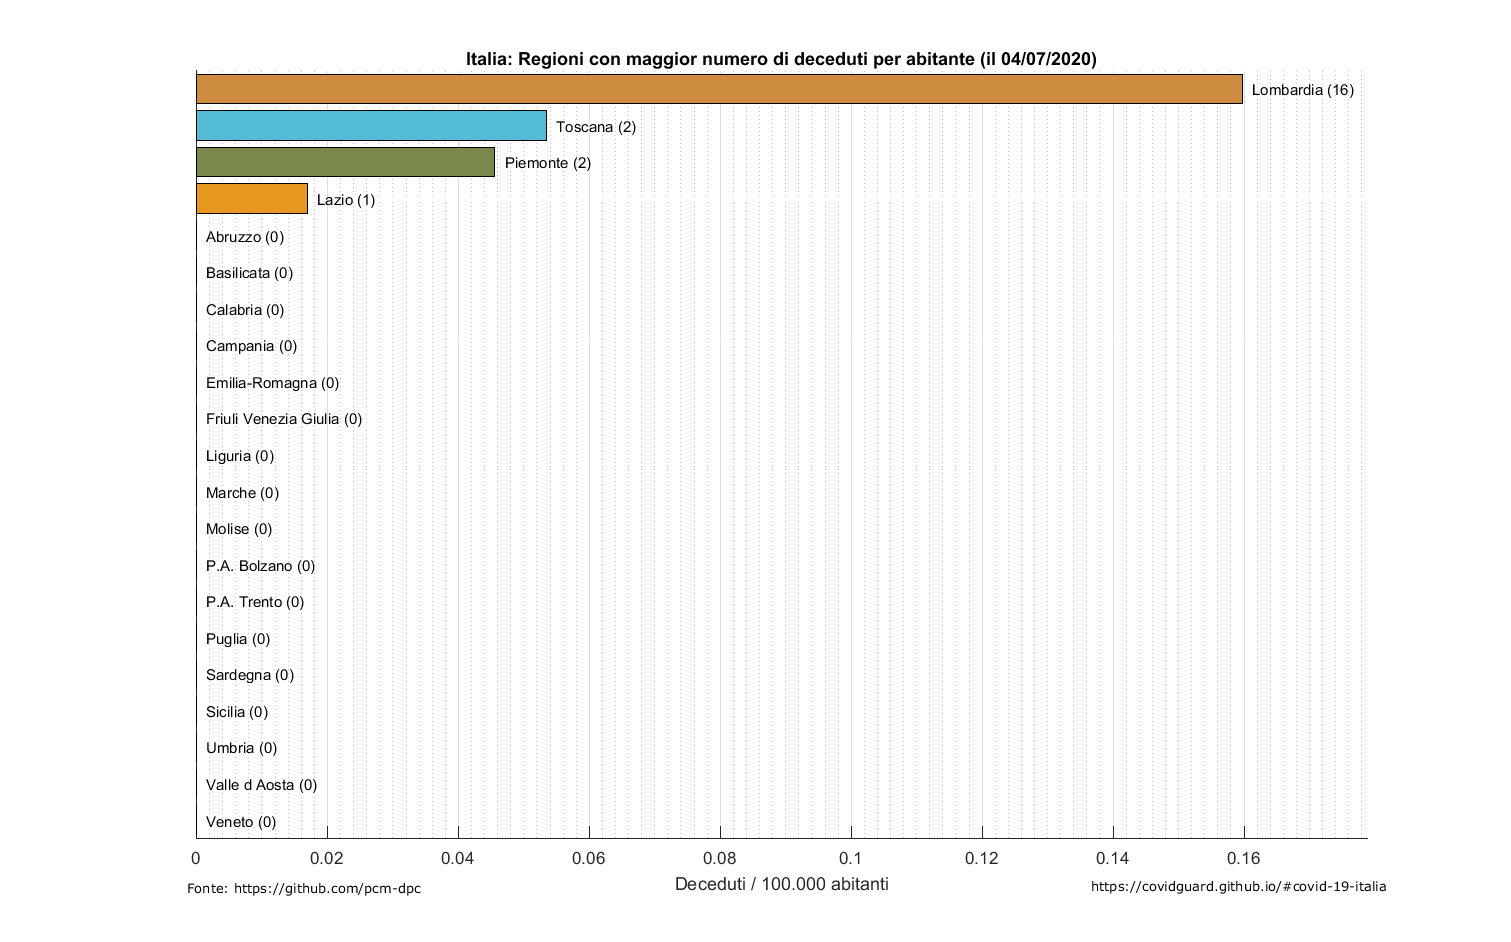 Italia: Regioni con maggior numero di deceduti per abitante (il 04/07/2020)
Lombardia (16)
Toscana (2)
Piemonte (2)
Lazio (1)
Abruzzo (0)
Basilicata (0)
Calabria (0)
Campania (0)
Emilia-Romagna (0)
Friuli Venezia Giulia (0)
Liguria (0)
Marche (0)
Molise (0)
P.A. Bolzano (0)
P.A. Trento (0)
Puglia (0)
Sardegna (0)
Sicilia (0)
Umbria (0)
Valle d Aosta (0)
Veneto (0)
0 0.02 0.04 0.06 0.08 0.1 0.12 0.14 0.16
Deceduti / 100.000 abitanti
Fonte: https://github.com/pcm-dpc
https://covidguard.github.io/#covid-19-italia